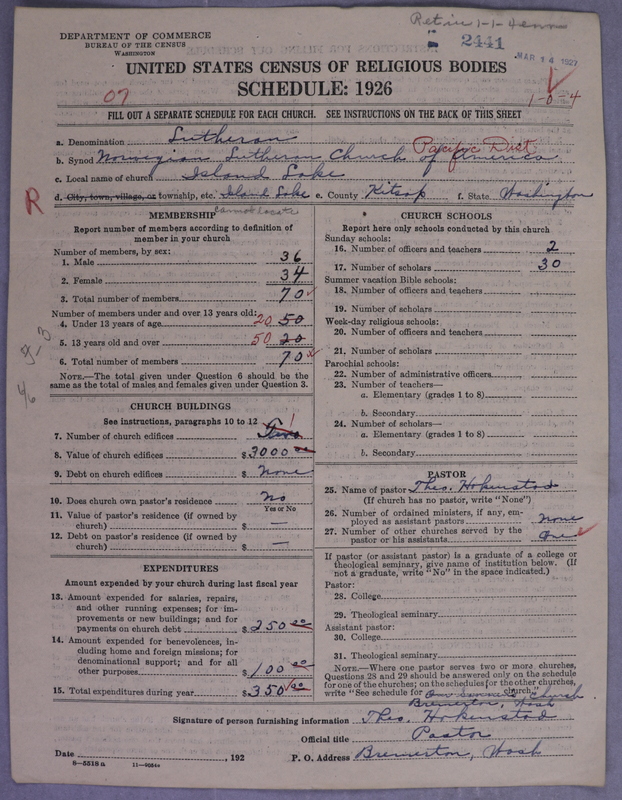 Ret in 1-1-4
DEPARTMENT OF COMMERCE
BUREAU OF THE CENSUS
WASHINGTON
2441
MAR 14 1927
UNITED STATES CENSUS OF RELIGIOUS BODIES
SCHEDULE: 1926
07
1-0-4
FILL OUT A SEPARATE SCHEDULE FOR EACH CHURCH. SEE INSTRUCTIONS ON THE BACK OF THIS SHEET
a. Denomination Lutheran
Pacific Dist.
b. Synod Norwegian Lutheran Church of America
c. Local name of church Island Lake
R
d. City, town, village, or township, etc. Island Lake e. County Kitsap f. State Washington
cannot locate
MEMBERSHIP
Report number of members according to definition of member in your church
Number of members, by sex:
1. Male 36
2. Female 34
3. Total number of members 70
Number of members under and over 13 years old:
4. Under 13 years of age 20 50
5. 13 years old and over 50 20
6. Total number of members 70
NOTE.—The total given under Question 6 should be the same as the total of males and females given under Question 3.
CHURCH BUILDINGS
See instructions, paragraphs 10 to 12
7. Number of church edifices Two 1
8. Value of church edifices $3000 00
9. Debt on church edifices $ None
10. Does church own pastor's residence No
Yes or No
11. Value of pastor's residence (if owned by church) $ —
12. Debt on pastor's residence (if owned by church) $ —
EXPENDITURES
Amount expended by your church during last fiscal year
13. Amount expended for salaries, repairs, and other running expenses; for improvements or new buildings; and for payments on church debt $250 00
14. Amount expended for benevolences, including home and foreign missions; for denominational support; and for all other purposes $100 00
15. Total expenditures during year $350 00
CHURCH SCHOOLS
Report here only schools conducted by this church
Sunday schools:
16. Number of officers and teachers 2
17. Number of scholars 30
Summer vacation Bible schools:
18. Number of officers and teachers
19. Number of scholars
Week-day religious schools:
20. Number of officers and teachers
21. Number of scholars
Parochial schools:
22. Number of administrative officers
23. Number of teachers—
a. Elementary (grades 1 to 8)
b. Secondary
24. Number of scholars—
a. Elementary (grades 1 to 8)
b. Secondary
PASTOR
25. Name of pastor Theo. Hokenstad
(If church has no pastor, write "None")
26. Number of ordained ministers, if any, employed as assistant pastors none
27. Number of other churches served by the pastor or his assistants One
If pastor (or assistant pastor) is a graduate of a college or theological seminary, give name of institution below. (If not a graduate, write "No" in the space indicated.)
Pastor:
28. College
29. Theological seminary
Assistant pastor:
30. College
31. Theological seminary
NOTE.—Where one pastor serves two or more churches, Questions 28 and 29 should be answered only on the schedule for one of the churches; on the schedules for the other churches, write "See schedule for Our Saviour's Church church."
Bremerton, Wash
Signature of person furnishing information Theo. Hokenstad
Official title Pastor
Date , 192 P. O. Address Bremerton, Wash
8-5518 a 11-9684a